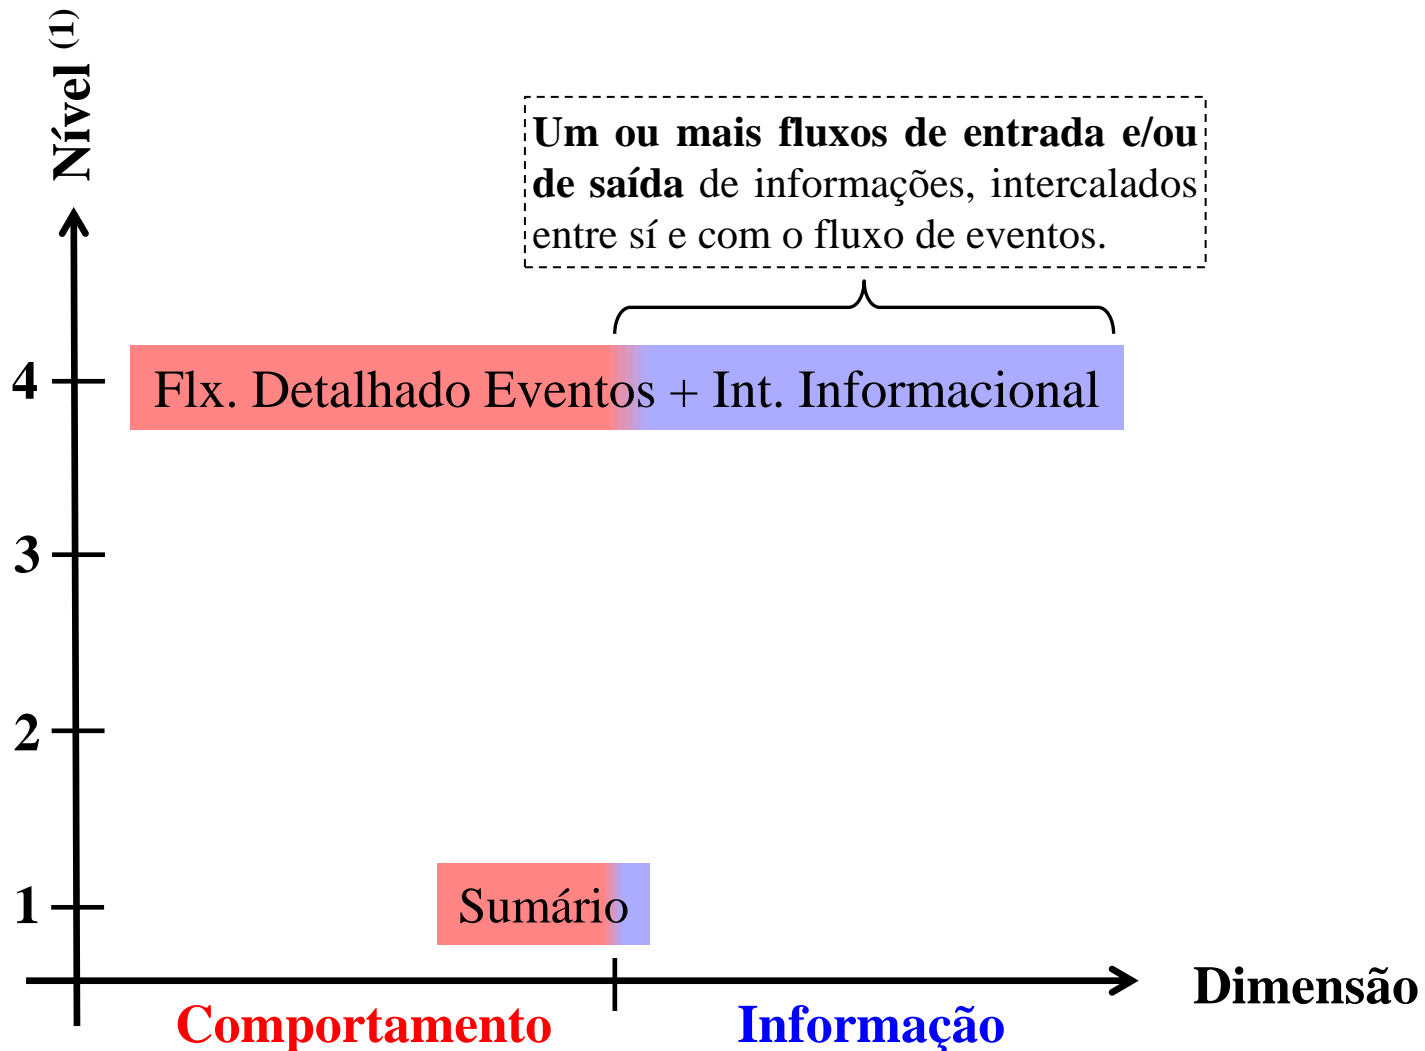 Nível (1)
Um ou mais fluxos de entrada e/ou
de saída de informações, intercalados
entre sí e com o fluxo de eventos.
4
Flx. Detalhado Eventos + Int. Informacional
3
2
1
Sumário
Dimensão
Comportamento
Informação